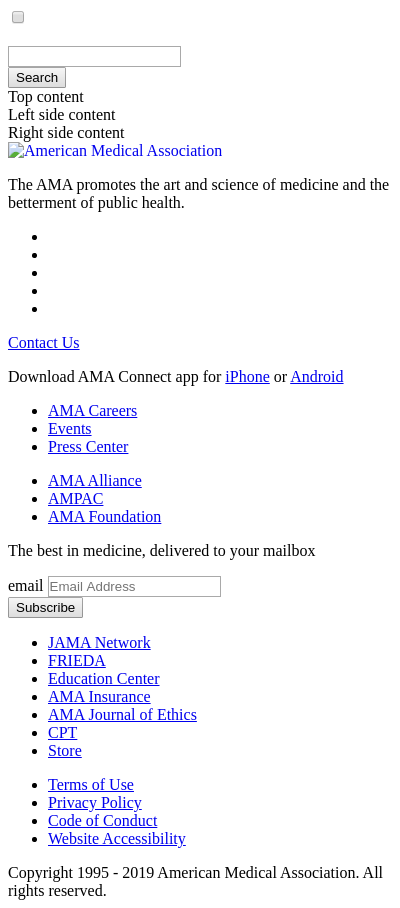 Search
Top content
Left side content
Right side content
American Medical Association
The AMA promotes the art and science of medicine and the
betterment of public health.
Contact Us
Download AMA Connect app for iPhone or Android
AMA Careers
Events
Press Center
AMA Alliance
AMPAC
AMA Foundation
The best in medicine, delivered to your mailbox
email Email Address
Subscribe
JAMA Network
FRIEDA
Education Center
AMA Insurance
AMA Journal of Ethics
CPT
Store
Terms of Use
Privacy Policy
Code of Conduct
Website Accessibility
Copyright 1995 - 2019 American Medical Association. All
rights reserved.